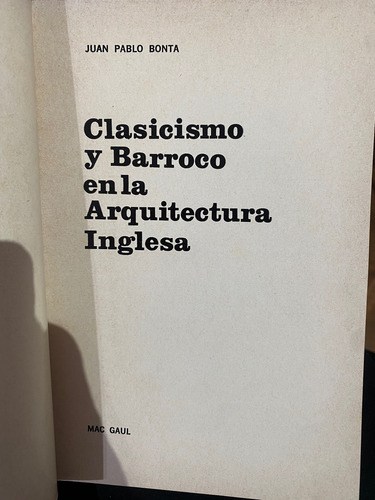 JUAN PABLO BONTA
Clasicismo
y Barroco
en la
Arquitectura
Inglesa
MAC GAUL